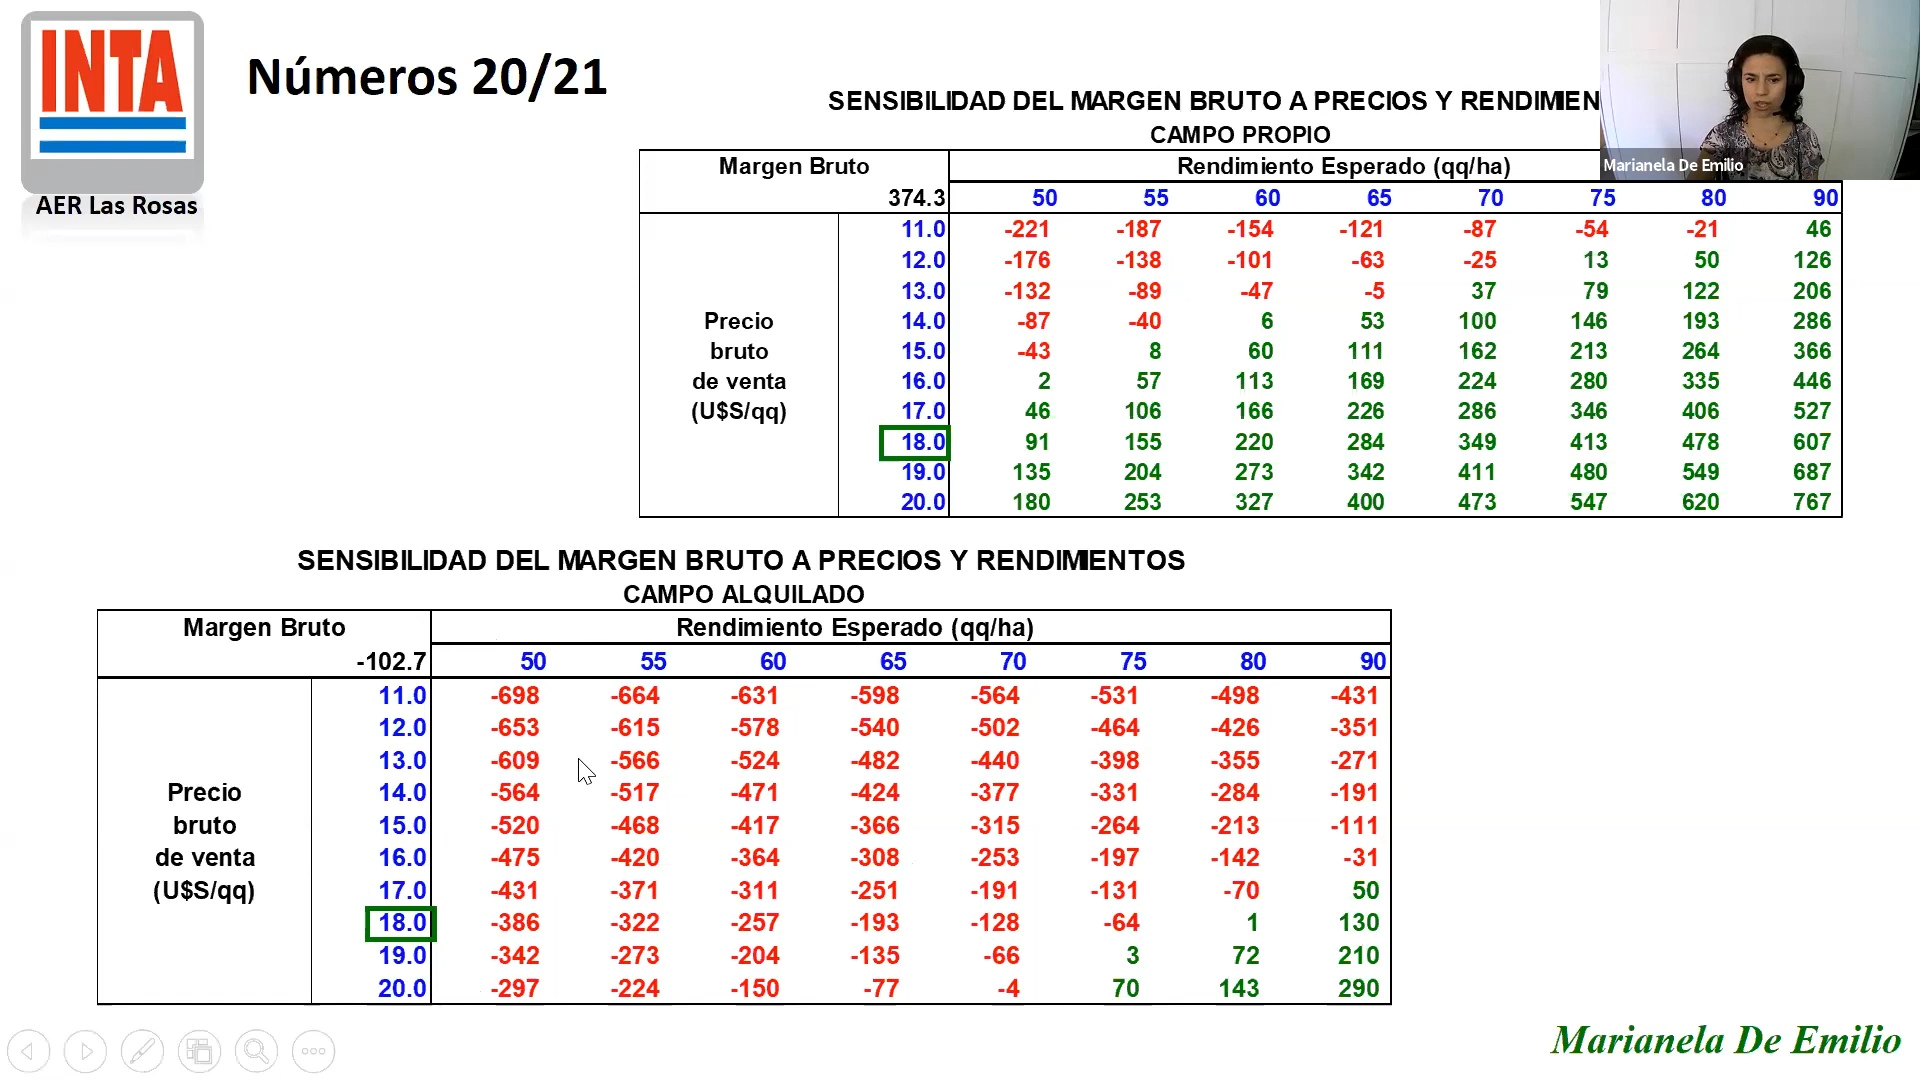 INTA
AER Las Rosas
Números 20/21
Marianela De Emilio
SENSIBILIDAD DEL MARGEN BRUTO A PRECIOS Y
CAMPO PROPIO
Margen Bruto Rendimiento Esperado (qq/ha)
374.3 50 55 60 65 70 75 80 90
11.0 -221 -187 -154 -121 -87 -54 -21 46
12.0 -176 -138 -101 -63 -25 13 50 126
13.0 -132 -89 -47 -5 37 79 122 206
Precio 14.0 -87 -40 6 53 100 146 193 286
bruto 15.0 -43 8 60 111 162 213 264 366
de venta 16.0 2 57 113 169 224 280 335 446
(U$S/qq) 17.0 46 106 166 226 286 346 406 527
18.0 91 155 220 284 349 413 478 607
19.0 135 204 273 342 411 480 549 687
20.0 180 253 327 400 473 547 620 767
SENSIBILIDAD DEL MARGEN BRUTO A PRECIOS Y RENDIMIENTOS
CAMPO ALQUILADO
Margen Bruto Rendimiento Esperado (qq/ha)
-102.7 50 55 60 65 70 75 80 90
11.0 -698 -664 -631 -598 -564 -531 -498 -431
12.0 -653 -615 -578 -540 -502 -464 -426 -351
13.0 -609 -566 -524 -482 -440 -398 -355 -271
Precio 14.0 -564 -517 -471 -424 -377 -331 -284 -191
bruto 15.0 -520 -468 -417 -366 -315 -264 -213 -111
de venta 16.0 -475 -420 -364 -308 -253 -197 -142 -31
(U$S/qq) 17.0 -431 -371 -311 -251 -191 -131 -70 50
18.0 -386 -322 -257 -193 -128 -64 1 130
19.0 -342 -273 -204 -135 -66 3 72 210
20.0 -297 -224 -150 -77 -4 70 143 290
Marianela De Emilio